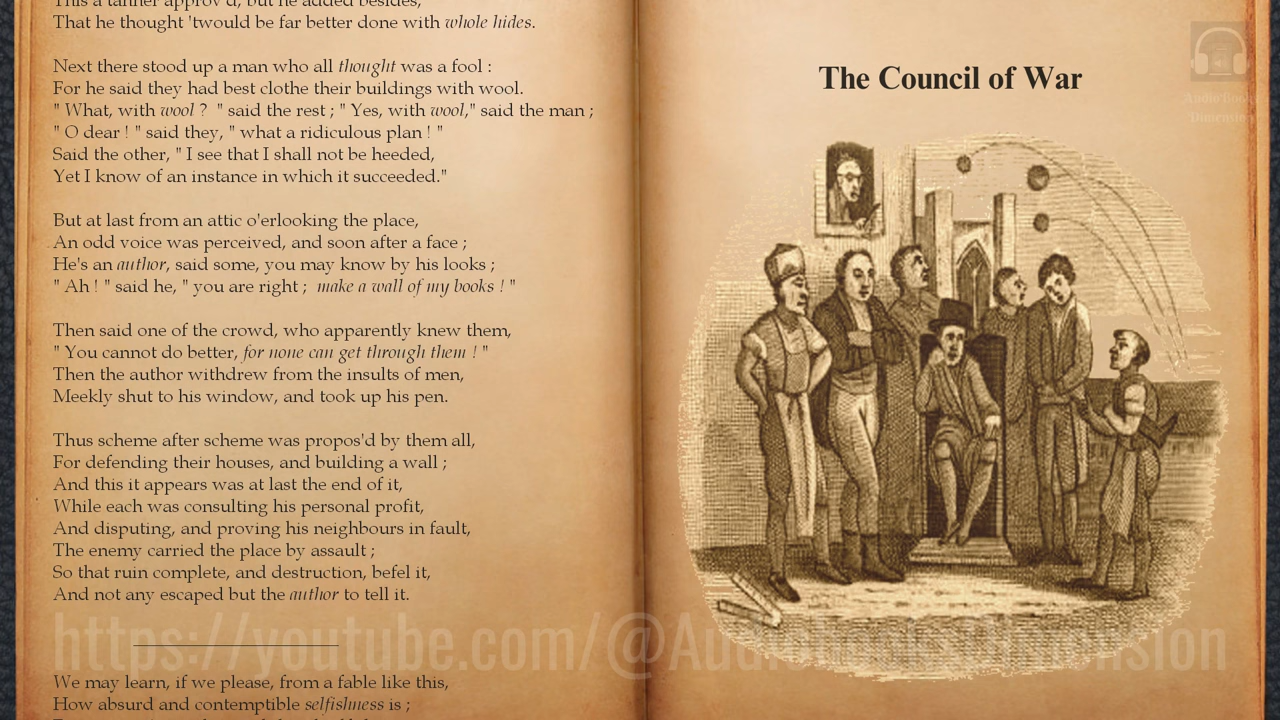 This a tanner approv'd, but he added besides,
That he thought 'twould be far better done with whole hides.
Next there stood up a man who all thought was a fool :
For he said they had best clothe their buildings with wool.
" What, with wool ? " said the rest ; " Yes, with wool," said the man ;
" O dear ! " said they, " what a ridiculous plan ! "
Said the other, " I see that I shall not be heeded,
Yet I know of an instance in which it succeeded."
But at last from an attic o'erlooking the place,
An odd voice was perceived, and soon after a face ;
He's an author, said some, you may know by his looks ;
" Ah ! " said he, " you are right ; make a wall of my books ! "
Then said one of the crowd, who apparently knew them,
" You cannot do better, for none can get through them ! "
Then the author withdrew from the insults of men,
Meekly shut to his window, and took up his pen.
Thus scheme after scheme was propos'd by them all,
For defending their houses, and building a wall ;
And this it appears was at last the end of it,
While each was consulting his personal profit,
And disputing, and proving his neighbours in fault,
The enemy carried the place by assault ;
So that ruin complete, and destruction, befel it,
And not any escaped but the author to tell it.
We may learn, if we please, from a fable like this,
How absurd and contemptible selfishness is ;
The Council of War
AudioBooks
Dimension
https://youtube.com/@AudiobooksDimension